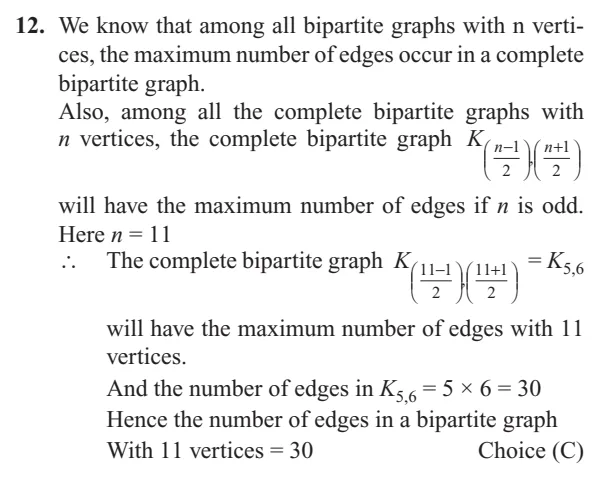 12. We know that among all bipartite graphs with n verti-
ces, the maximum number of edges occur in a complete
bipartite graph.
Also, among all the complete bipartite graphs with
n vertices, the complete bipartite graph K₍(n−1)/2₎,₍(n+1)/2₎
will have the maximum number of edges if n is odd.
Here n = 11
∴ The complete bipartite graph K₍(11−1)/2₎,₍(11+1)/2₎ = K₅,₆
will have the maximum number of edges with 11
vertices.
And the number of edges in K₅,₆ = 5 × 6 = 30
Hence the number of edges in a bipartite graph
With 11 vertices = 30 Choice (C)